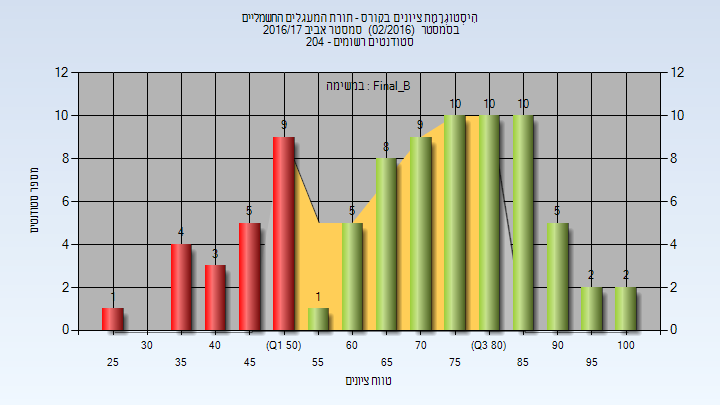 היסטוגרמת ציונים בקורס - תורת המעגלים החשמליים
בסמסטר (02/2016) סמסטר אביב 2016/17
סטודנטים רשומים - 204
במשימה : Final_B
12 12
10 10
8 8
6 6
4 4
2 2
0 0
1 4 3 5 9 1 5 8 9 10 10 10 5 2 2
מספר סטודנטים
30 40 (Q1 50) 60 70 (Q3 80) 90 100
25 35 45 55 65 75 85 95
טווח ציונים